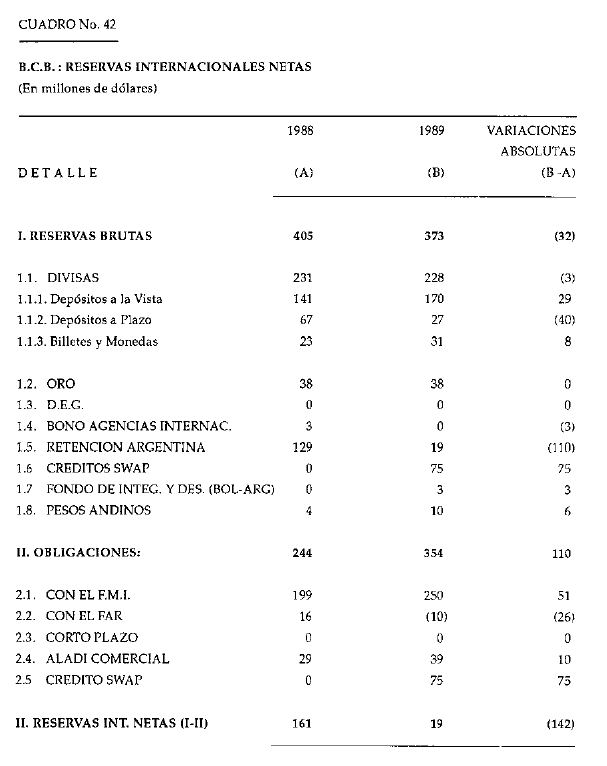 CUADRO No. 42
B.C.B. : RESERVAS INTERNACIONALES NETAS
(En millones de dólares)
1988 1989 VARIACIONES
ABSOLUTAS
D E T A L L E (A) (B) (B -A)
I. RESERVAS BRUTAS 405 373 (32)
1.1. DIVISAS 231 228 (3)
1.1.1. Depósitos a la Vista 141 170 29
1.1.2. Depósitos a Plazo 67 27 (40)
1.1.3. Billetes y Monedas 23 31 8
1.2. ORO 38 38 0
1.3. D.E.G. 0 0 0
1.4. BONO AGENCIAS INTERNAC. 3 0 (3)
1.5. RETENCION ARGENTINA 129 19 (110)
1.6 CREDITOS SWAP 0 75 75
1.7 FONDO DE INTEG. Y DES. (BOL-ARG) 0 3 3
1.8. PESOS ANDINOS 4 10 6
II. OBLIGACIONES: 244 354 110
2.1. CON EL F.M.I. 199 250 51
2.2. CON EL FAR 16 (10) (26)
2.3. CORTO PLAZO 0 0 0
2.4. ALADI COMERCIAL 29 39 10
2.5 CREDITO SWAP 0 75 75
II. RESERVAS INT. NETAS (I-II) 161 19 (142)